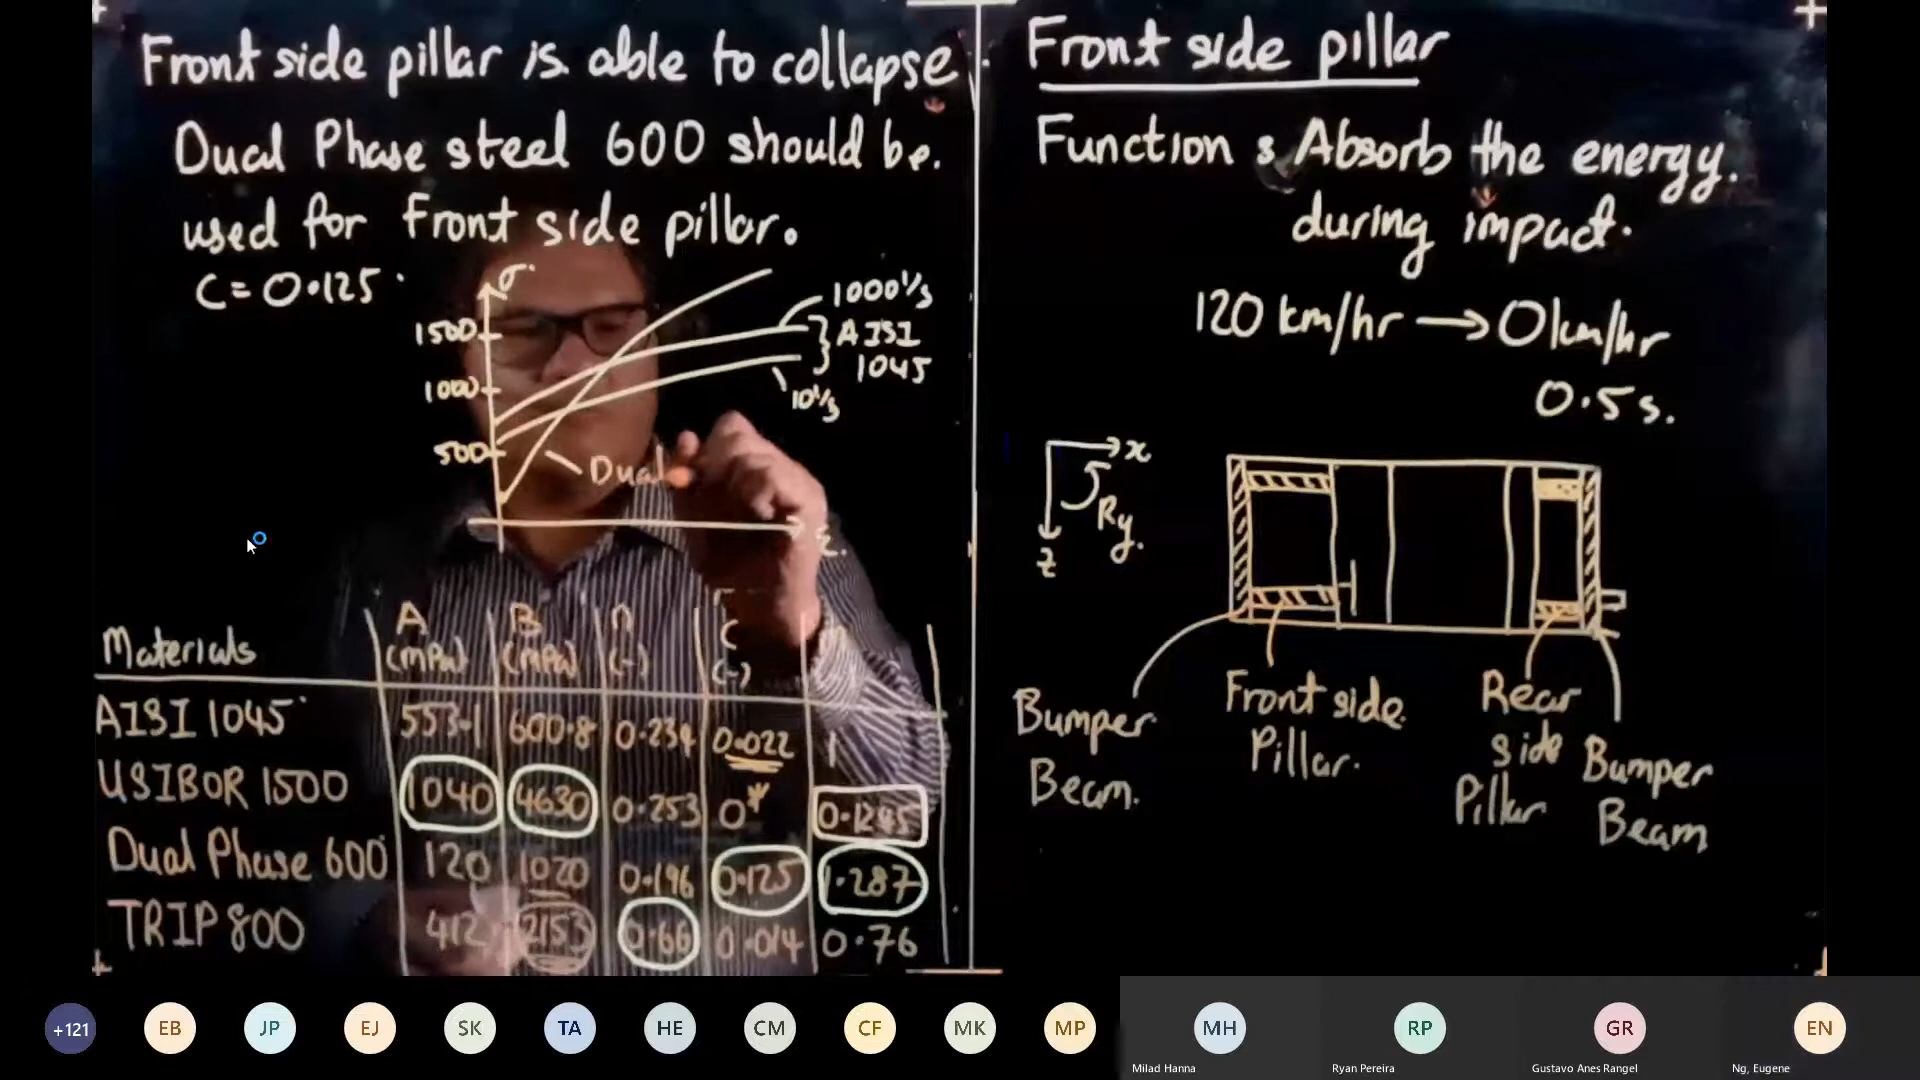 Front side pillar is able to collapse.
Dual Phase steel 600 should be.
used for Front side pillar.
C = 0.125
σ
1500
1000
500
1000 1/s
AISI
1045
10 1/s
Dual
ε.
Materials A (MPa) B (MPa) n (-) C (-) m
AISI 1045 553.1 600.8 0.234 0.022 1
USIBOR 1500 1040 4630 0.253 0* 0.1245
Dual Phase 600 120 1020 0.196 0.125 1.287
TRIP 800 412 2153 0.66 0.014 0.76
Front side pillar
Function : Absorb the energy.
during impact.
120 km/hr → 0 km/hr
0.5 s.
x
Ry.
z
Bumper
Beam.
Front side
Pillar.
Rear
side
Pillar
Bumper
Beam
+121 EB JP EJ SK TA HE CM CF MK MP MH RP GR EN
Milad Hanna Ryan Pereira Gustavo Anes Rangel Ng, Eugene